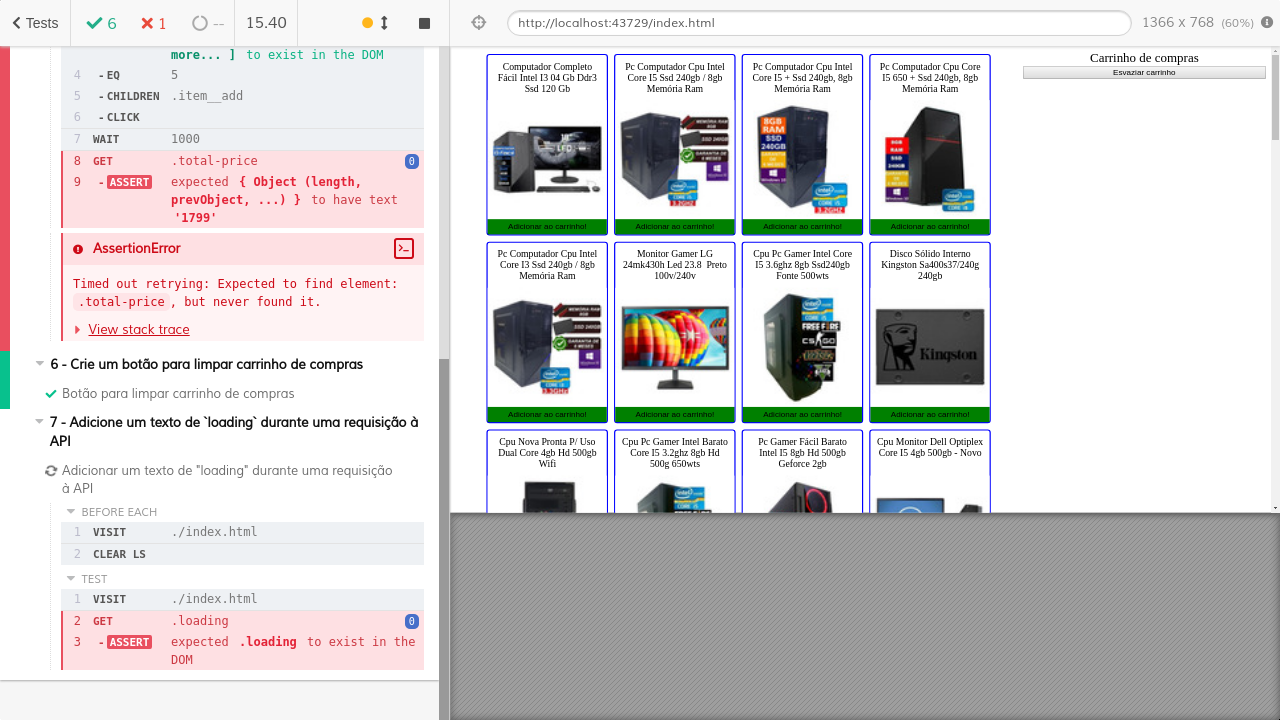 Tests
6
1
--
15.40
http://localhost:43729/index.html
1366 x 768 (60%)
more... ] to exist in the DOM
4 - EQ 5
5 - CHILDREN .item__add
6 - CLICK
WAIT 1000
8 GET .total-price 0
9 - ASSERT expected { Object (length,
prevObject, ...) } to have text
'1799'
AssertionError
Timed out retrying: Expected to find element:
.total-price, but never found it.
View stack trace
6 - Crie um botão para limpar carrinho de compras
Botão para limpar carrinho de compras
7 - Adicione um texto de `loading` durante uma requisição à
API
Adicionar um texto de "loading" durante uma requisição
à API
BEFORE EACH
1 VISIT ./index.html
2 CLEAR LS
TEST
1 VISIT ./index.html
2 GET .loading 0
3 - ASSERT expected .loading to exist in the
DOM
Computador Completo
Fácil Intel I3 04 Gb Ddr3
Ssd 120 Gb
Adicionar ao carrinho!
Pc Computador Cpu Intel
Core I5 Ssd 240gb / 8gb
Memória Ram
Adicionar ao carrinho!
Pc Computador Cpu Intel
Core I5 + Ssd 240gb, 8gb
Memória Ram
8GB
RAM
SSD
240GB
Adicionar ao carrinho!
Pc Computador Cpu Core
I5 650 + Ssd 240gb, 8gb
Memória Ram
Adicionar ao carrinho!
Carrinho de compras
Esvaziar carrinho
Pc Computador Cpu Intel
Core I3 Ssd 240gb / 8gb
Memória Ram
Adicionar ao carrinho!
Monitor Gamer LG
24mk430h Led 23.8 Preto
100v/240v
Adicionar ao carrinho!
Cpu Pc Gamer Intel Core
I5 3.6ghz 8gb Ssd240gb
Fonte 500wts
FREE FIRE
CS:GO
Adicionar ao carrinho!
Disco Sólido Interno
Kingston Sa400s37/240g
240gb
Kingston
Adicionar ao carrinho!
Cpu Nova Pronta P/ Uso
Dual Core 4gb Hd 500gb
Wifi
Cpu Pc Gamer Intel Barato
Core I5 3.2ghz 8gb Hd
500g 650wts
Pc Gamer Fácil Barato
Intel I5 8gb Hd 500gb
Geforce 2gb
Cpu Monitor Dell Optiplex
Core I5 4gb 500gb - Novo